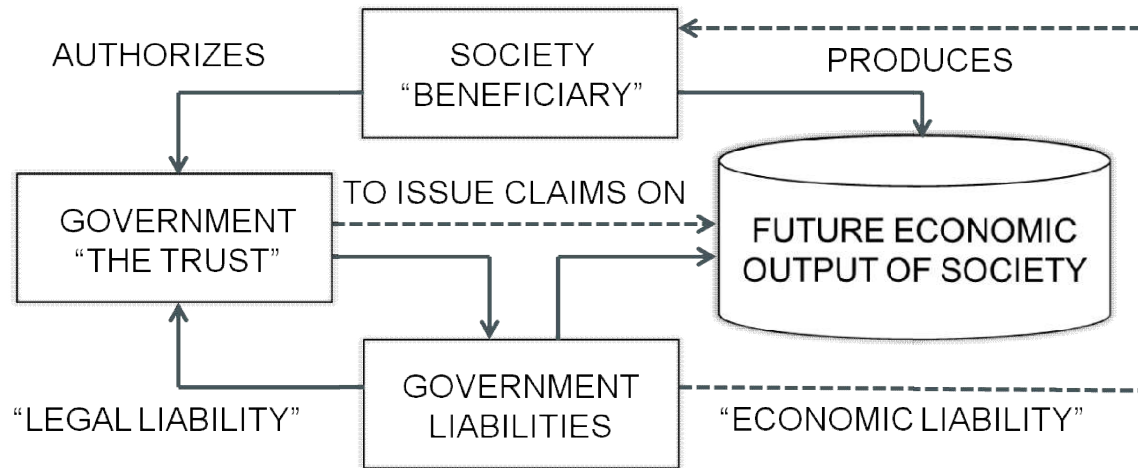 AUTHORIZES
SOCIETY
“BENEFICIARY”
PRODUCES
GOVERNMENT
“THE TRUST”
TO ISSUE CLAIMS ON
FUTURE ECONOMIC
OUTPUT OF SOCIETY
“LEGAL LIABILITY”
GOVERNMENT
LIABILITIES
“ECONOMIC LIABILITY”